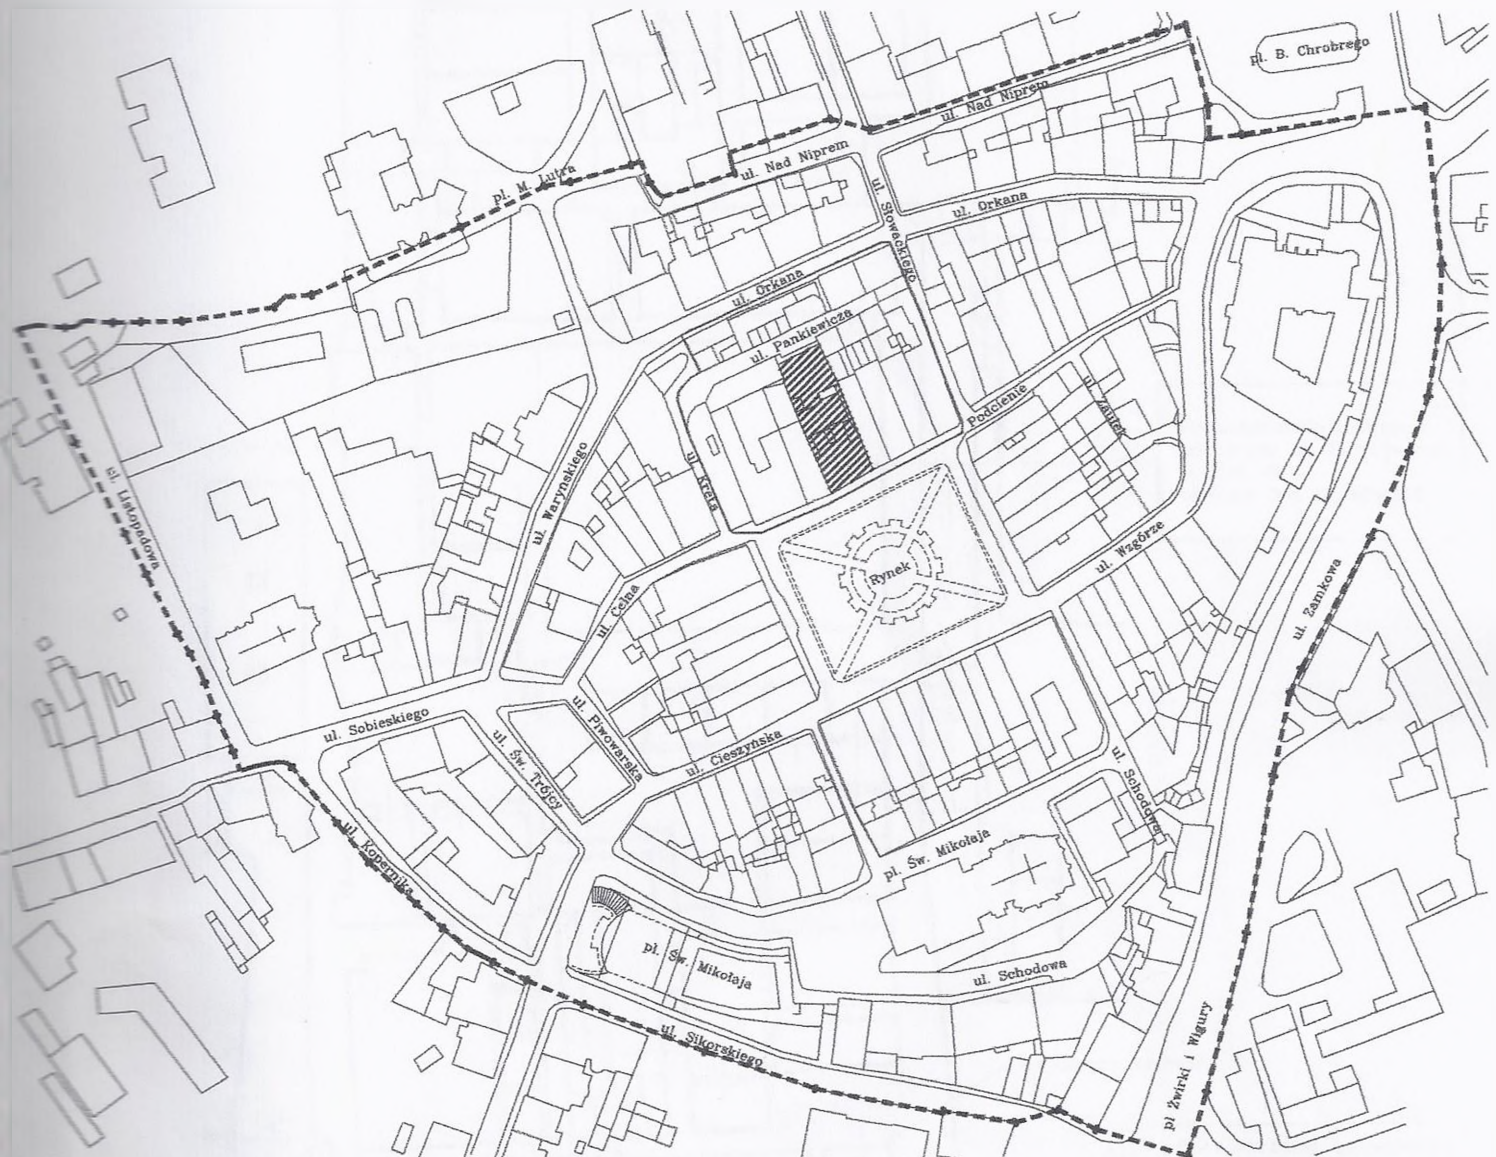 pl. B. Chrobrego
ul. Nad Niprem
ul. Nad Niprem
pl. M. Lutra
ul. Słowackiego
ul. Orkana
ul. Orkana
ul. Pankiewicza
Podcienie
ul. Zaułek
ul. Kręta
ul. Waryńskiego
ul. Listopadowa
ul. Wzgórze
Rynek
ul. Celna
ul. Zamkowa
ul. Sobieskiego
ul. Piwowarska
ul. Św. Trójcy
ul. Cieszyńska
ul. Schodowa
ul. Kopernika
pl. Św. Mikołaja
pl. Św. Mikołaja
ul. Schodowa
ul. Sikorskiego
pl Żwirki i Wigury